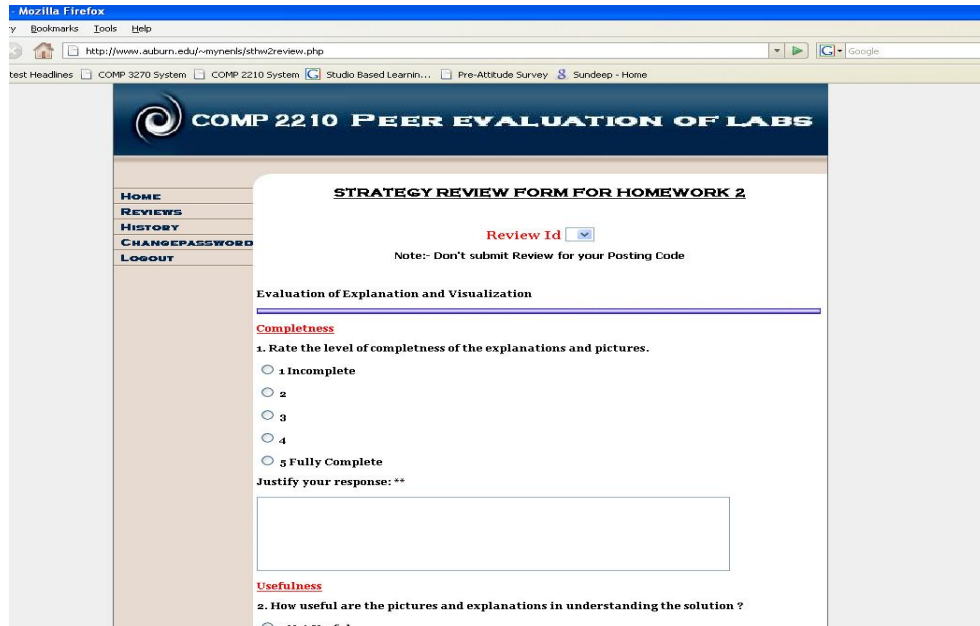 - Mozilla Firefox
y Bookmarks Tools Help
http://www.auburn.edu/~mynenls/sthw2review.php
Google
test Headlines COMP 3270 System COMP 2210 System Studio Based Learnin... Pre-Attitude Survey Sundeep - Home
COMP 2210 PEER EVALUATION OF LABS
HOME
REVIEWS
HISTORY
CHANGEPASSWORD
LOGOUT
STRATEGY REVIEW FORM FOR HOMEWORK 2
Review Id
Note:- Don't submit Review for your Posting Code
Evaluation of Explanation and Visualization
Completness
1. Rate the level of completness of the explanations and pictures.
1 Incomplete
2
3
4
5 Fully Complete
Justify your response: **
Usefulness
2. How useful are the pictures and explanations in understanding the solution ?